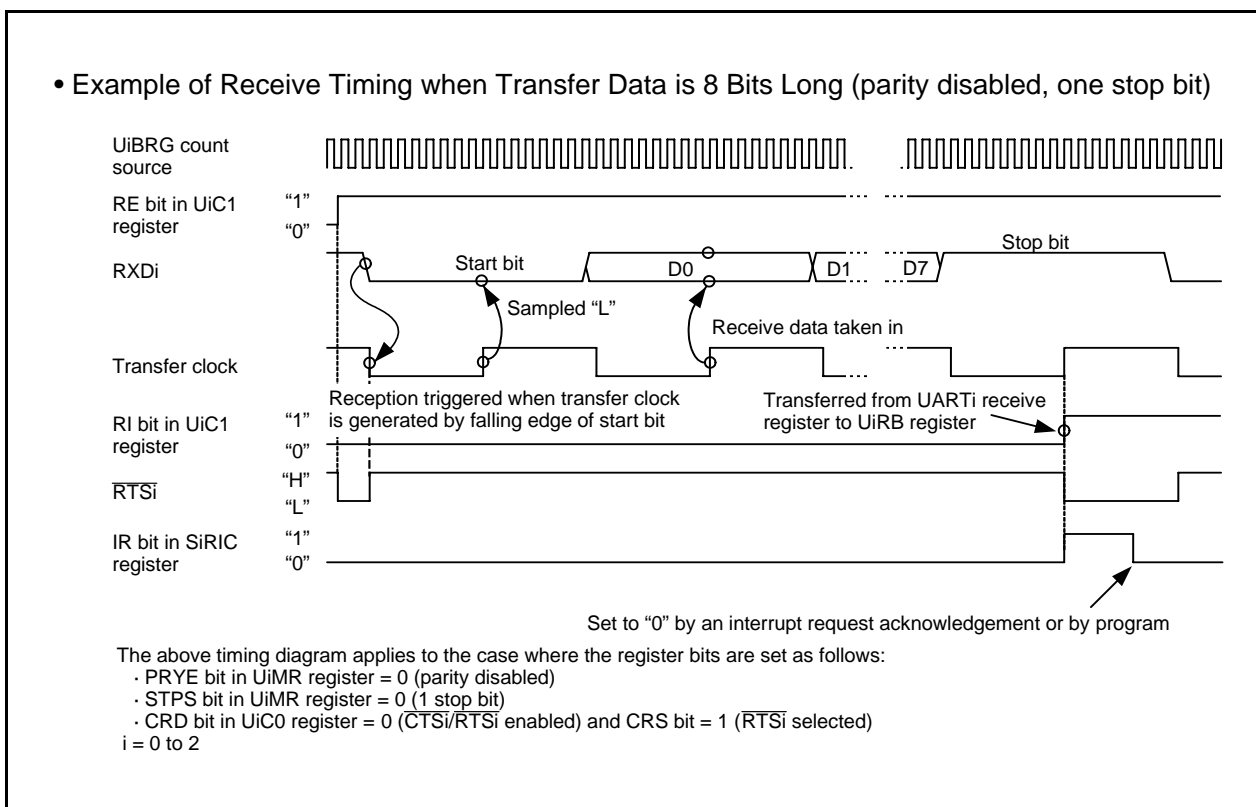 • Example of Receive Timing when Transfer Data is 8 Bits Long (parity disabled, one stop bit)
UiBRG count
source
RE bit in UiC1
register
“1”
“0”
RXDi
Start bit
D0
D1
D7
Stop bit
Sampled “L”
Receive data taken in
Transfer clock
Reception triggered when transfer clock
is generated by falling edge of start bit
Transferred from UARTi receive
register to UiRB register
RI bit in UiC1
register
“1”
“0”
RTSi
“H”
“L”
IR bit in SiRIC
register
“1”
“0”
Set to “0” by an interrupt request acknowledgement or by program
The above timing diagram applies to the case where the register bits are set as follows:
· PRYE bit in UiMR register = 0 (parity disabled)
· STPS bit in UiMR register = 0 (1 stop bit)
· CRD bit in UiC0 register = 0 (CTSi/RTSi enabled) and CRS bit = 1 (RTSi selected)
i = 0 to 2